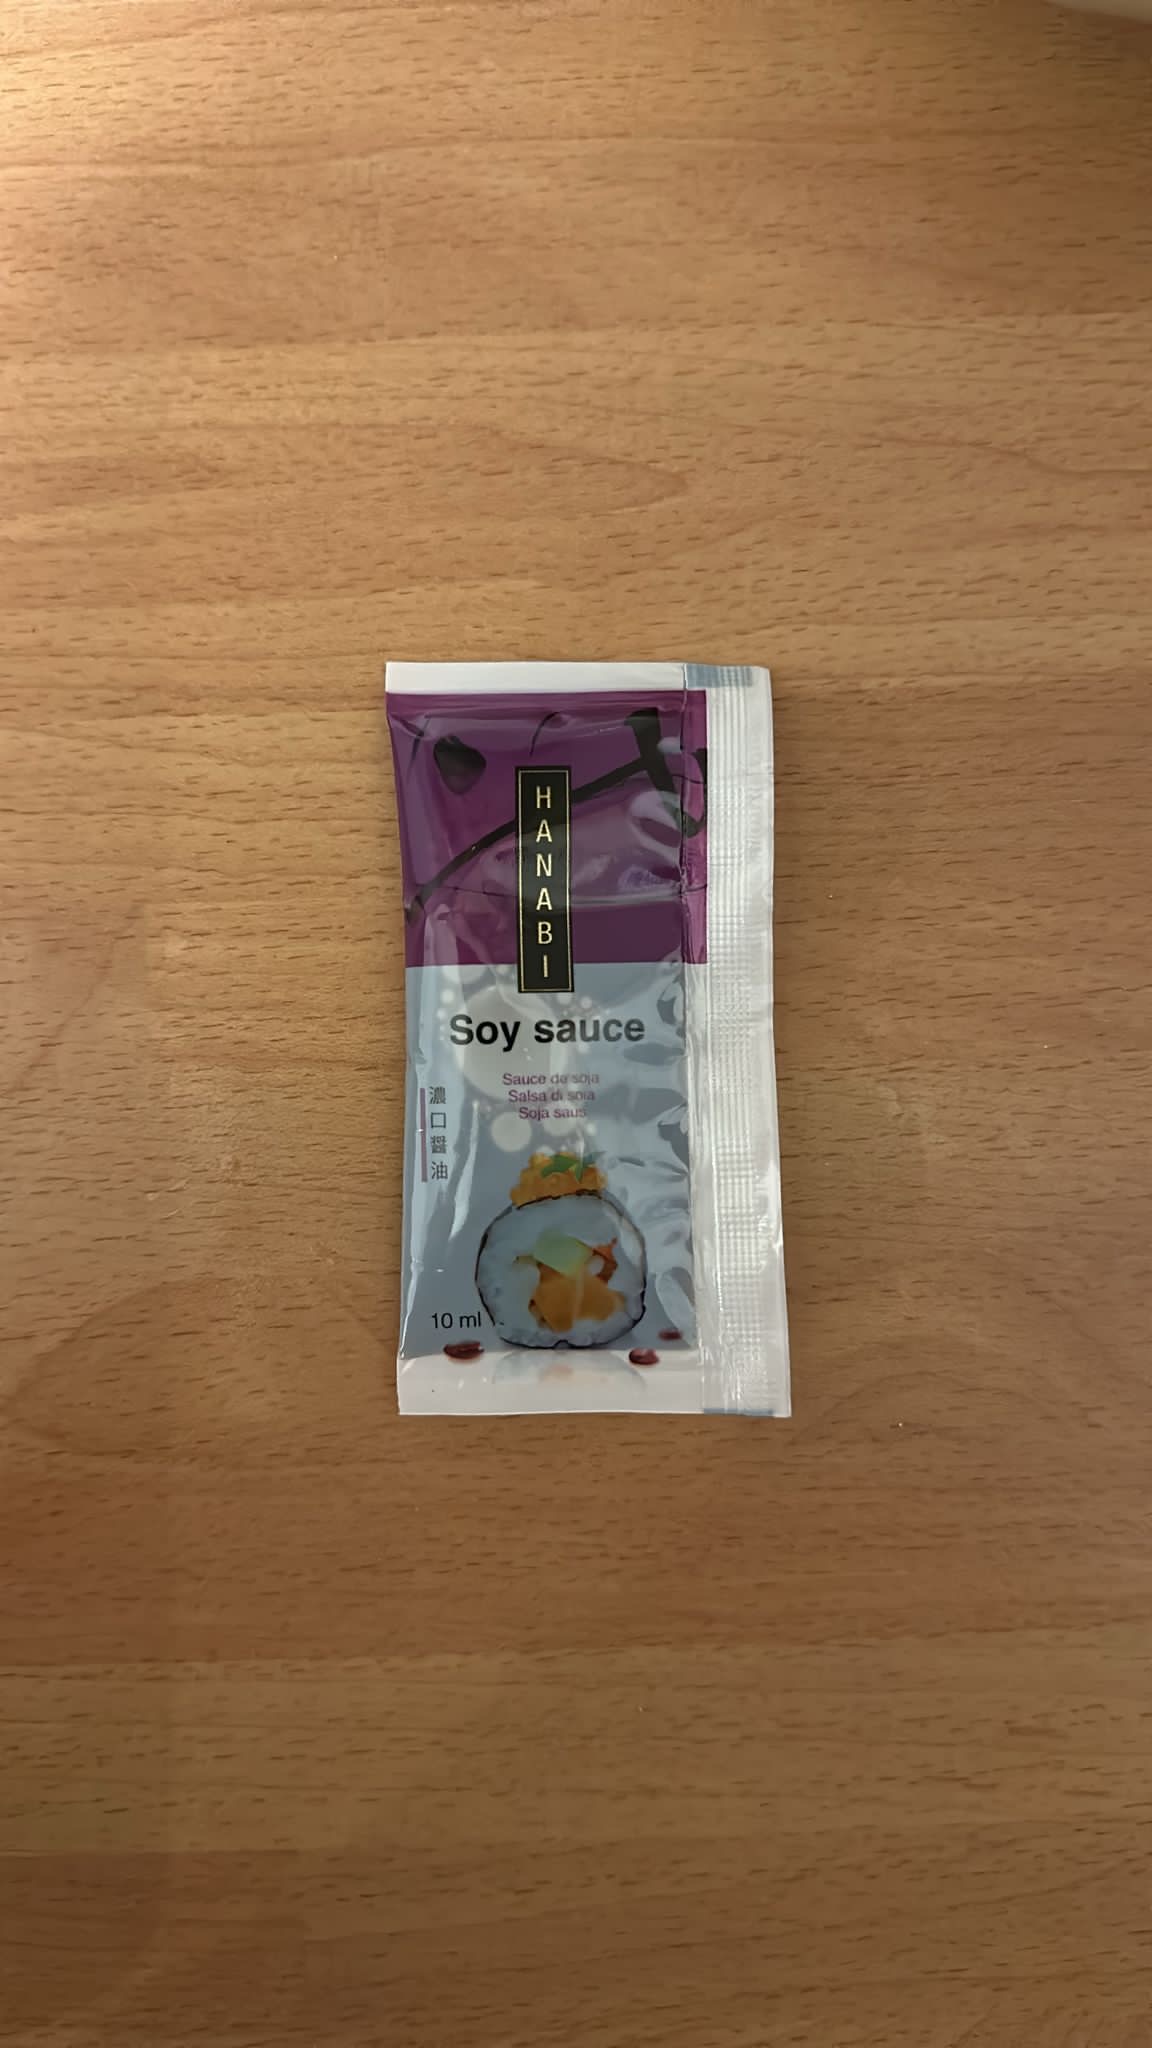 HANABI
Soy sauce
Sauce de soja
Salsa di soia
Soja saus
濃口醤油
10 ml